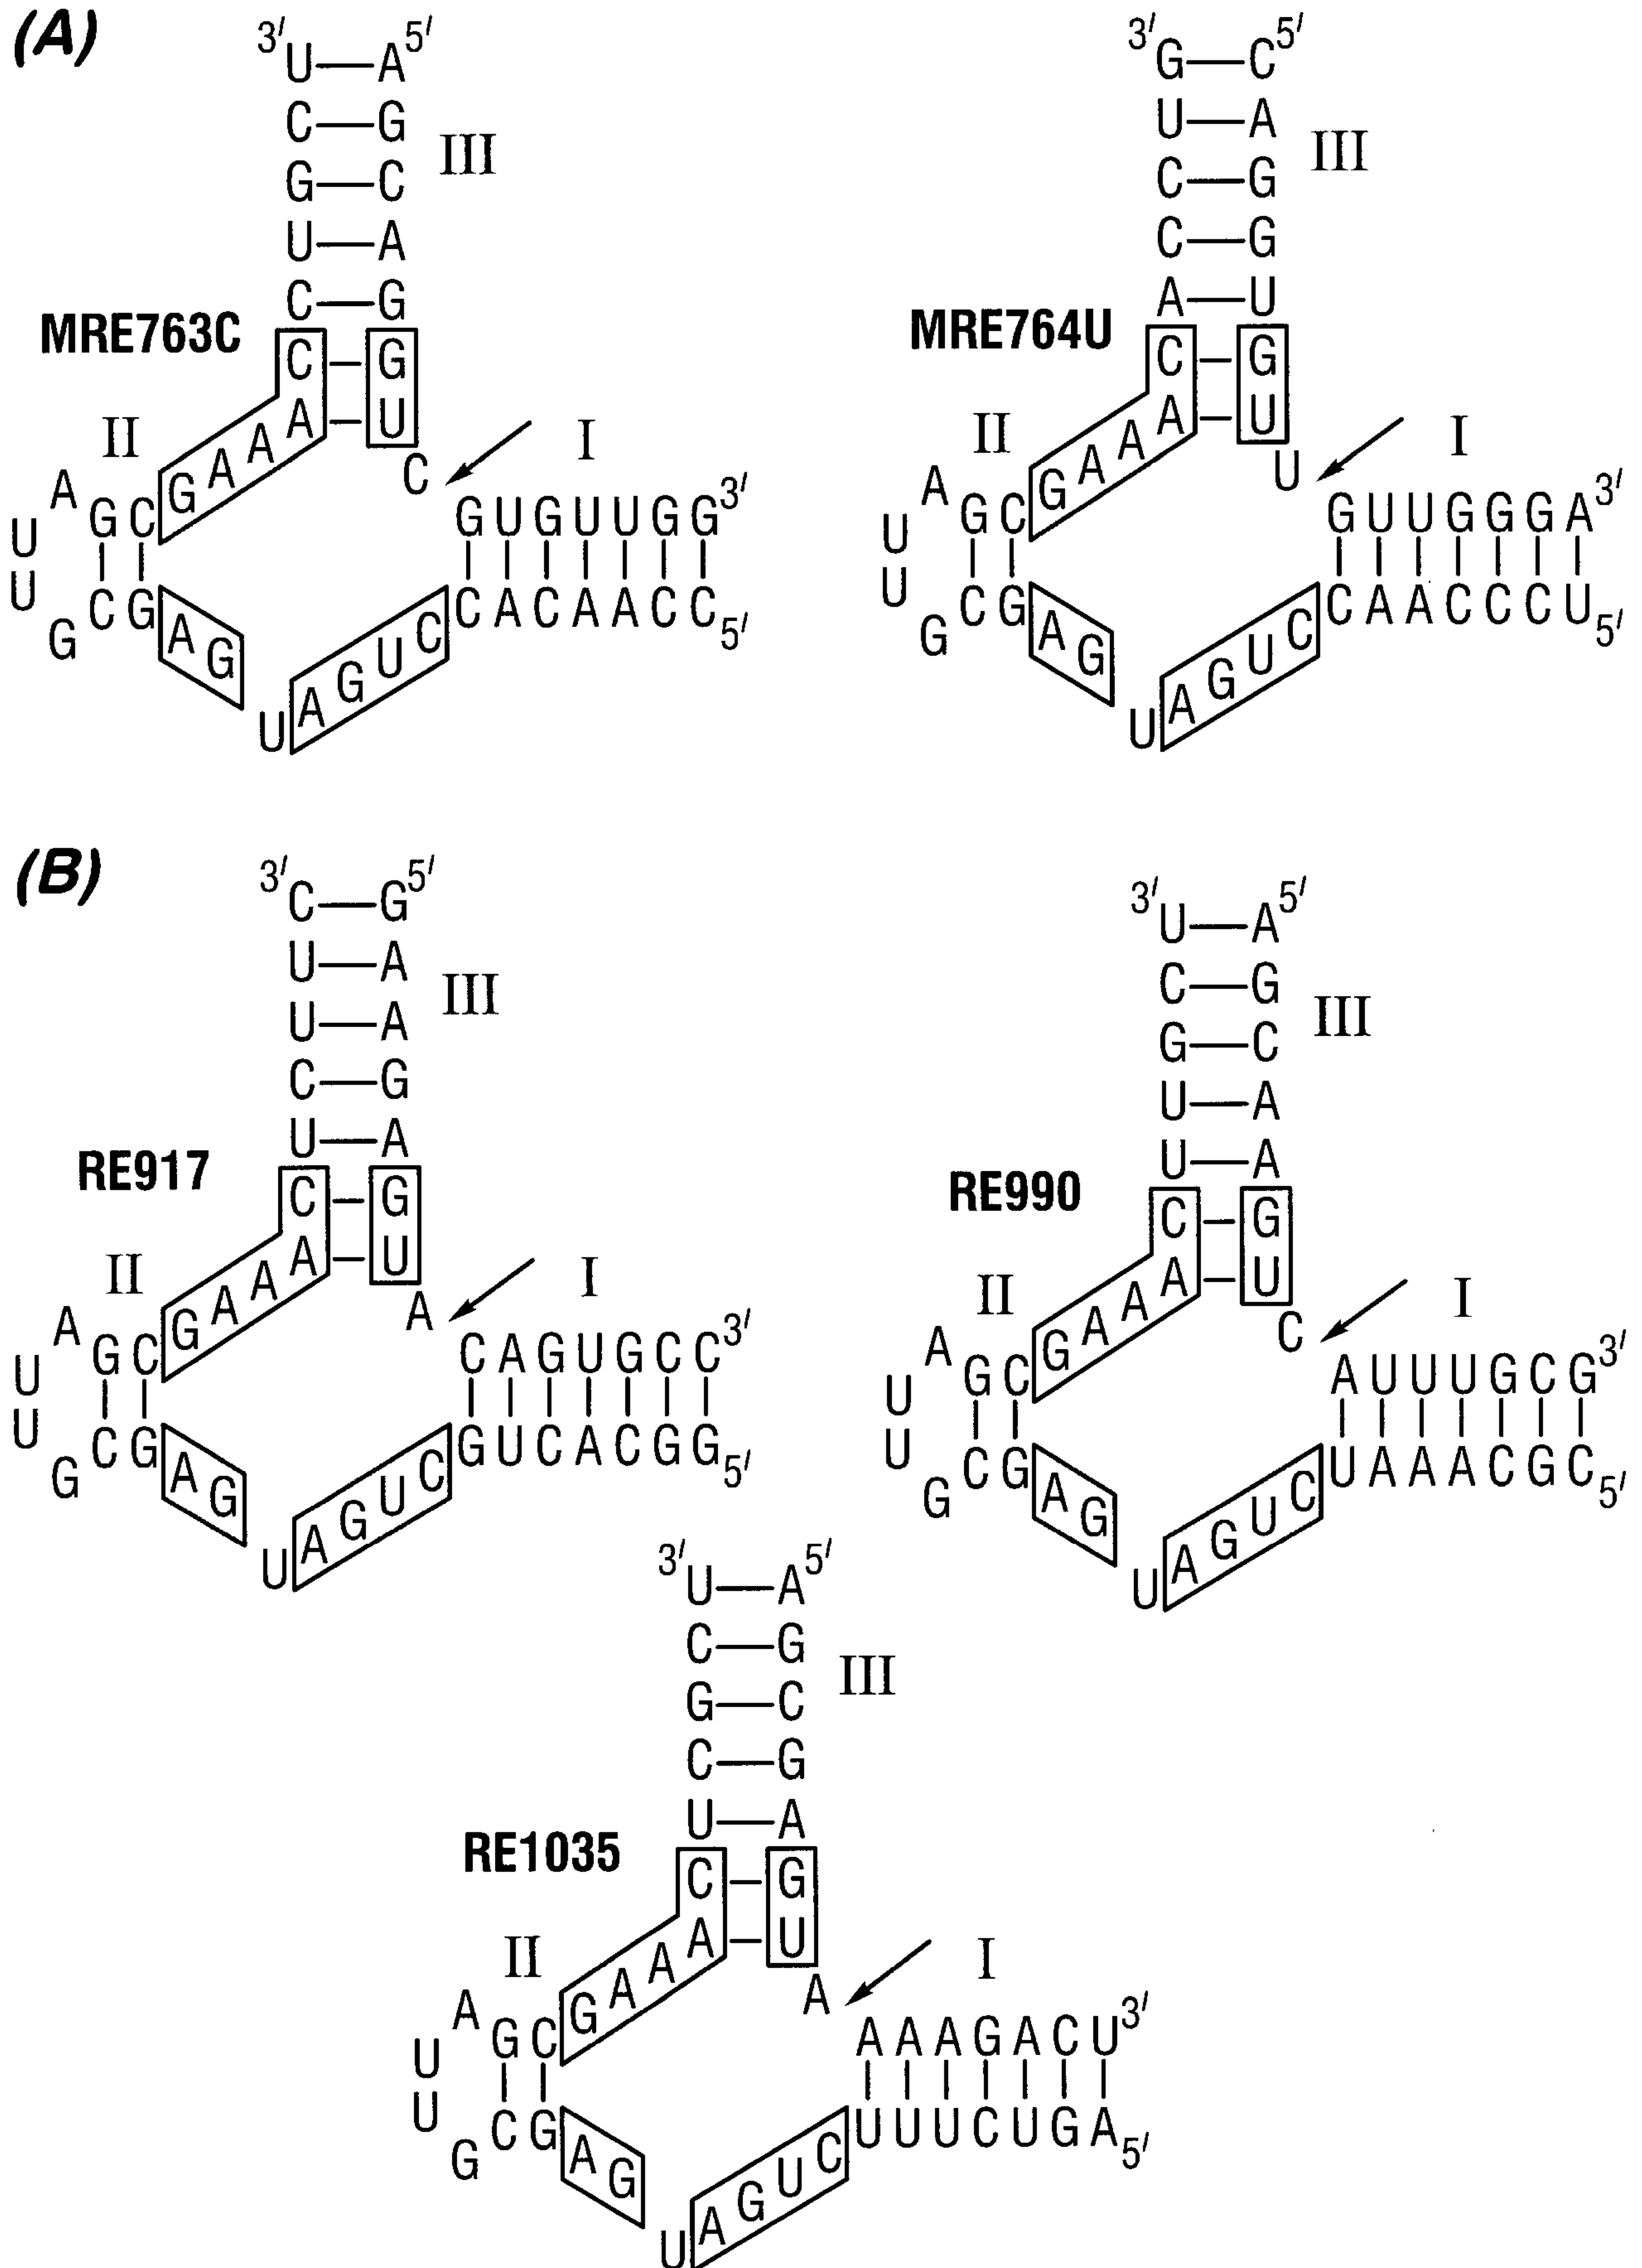 (A)
3' U A 5'
C G
G C
III
U A
C G
MRE763C
C G
A U
II
G A A
C
I
A
G C
U
U
G
C G
A G
U
A G U C
G U G U U G G 3'
C A C A A C C 5'
3' G C 5'
U A
C G
III
C G
A U
MRE764U
C G
A U
II
G A A
U
I
A
G C
U
U
G
C G
A G
U
A G U C
G U U G G G A 3'
C A A C C C U 5'
(B)
3' C G 5'
U A
U A
III
C G
U A
RE917
C G
A U
II
G A A
A
I
A
G C
U
U
G
C G
A G
U
A G U C
C A G U G C C 3'
G U C A C G G 5'
3' U A 5'
C G
G C
III
U A
U A
RE990
C G
A U
II
G A A
C
I
A
G C
U
U
G
C G
A G
U
A G U C
A U U U G C G 3'
U A A A C G C 5'
3' U A 5'
C G
G C
III
C G
U A
RE1035
C G
A U
II
G A A
A
I
A
G C
U
U
G
C G
A G
U
A G U C
A A A G A C U 3'
U U U C U G A 5'